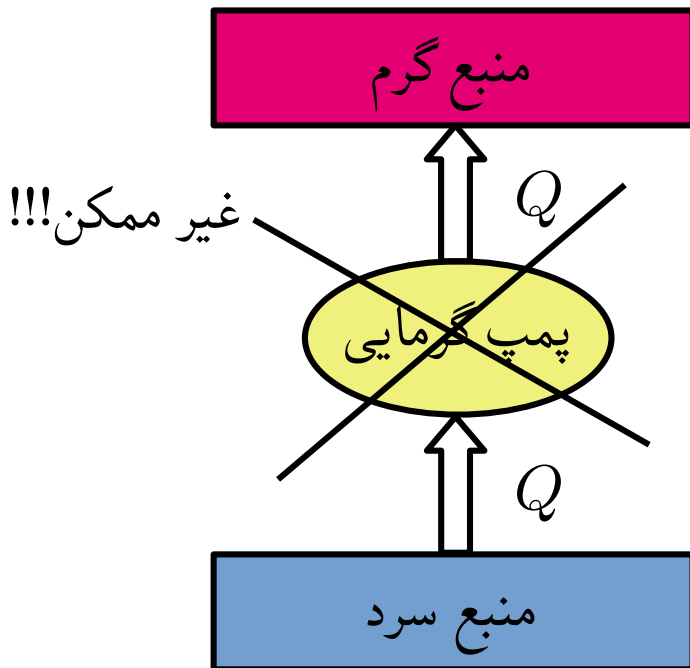 منبع گرم
Q
غیر ممکن!!!
پمپ گرمایی
Q
منبع سرد